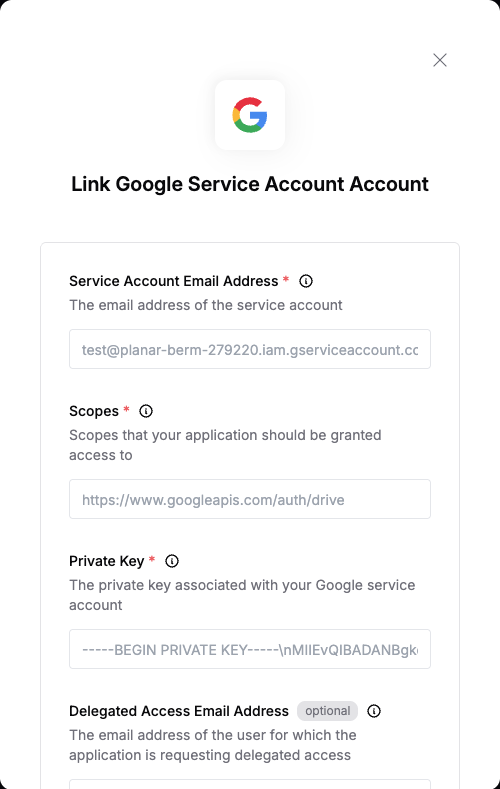 Link Google Service Account Account
Service Account Email Address *
The email address of the service account
test@planar-berm-279220.iam.gserviceaccount.cc
Scopes *
Scopes that your application should be granted
access to
https://www.googleapis.com/auth/drive
Private Key *
The private key associated with your Google service
account
-----BEGIN PRIVATE KEY-----\nMIIEvQIBADANBgk
Delegated Access Email Address optional
The email address of the user for which the
application is requesting delegated access